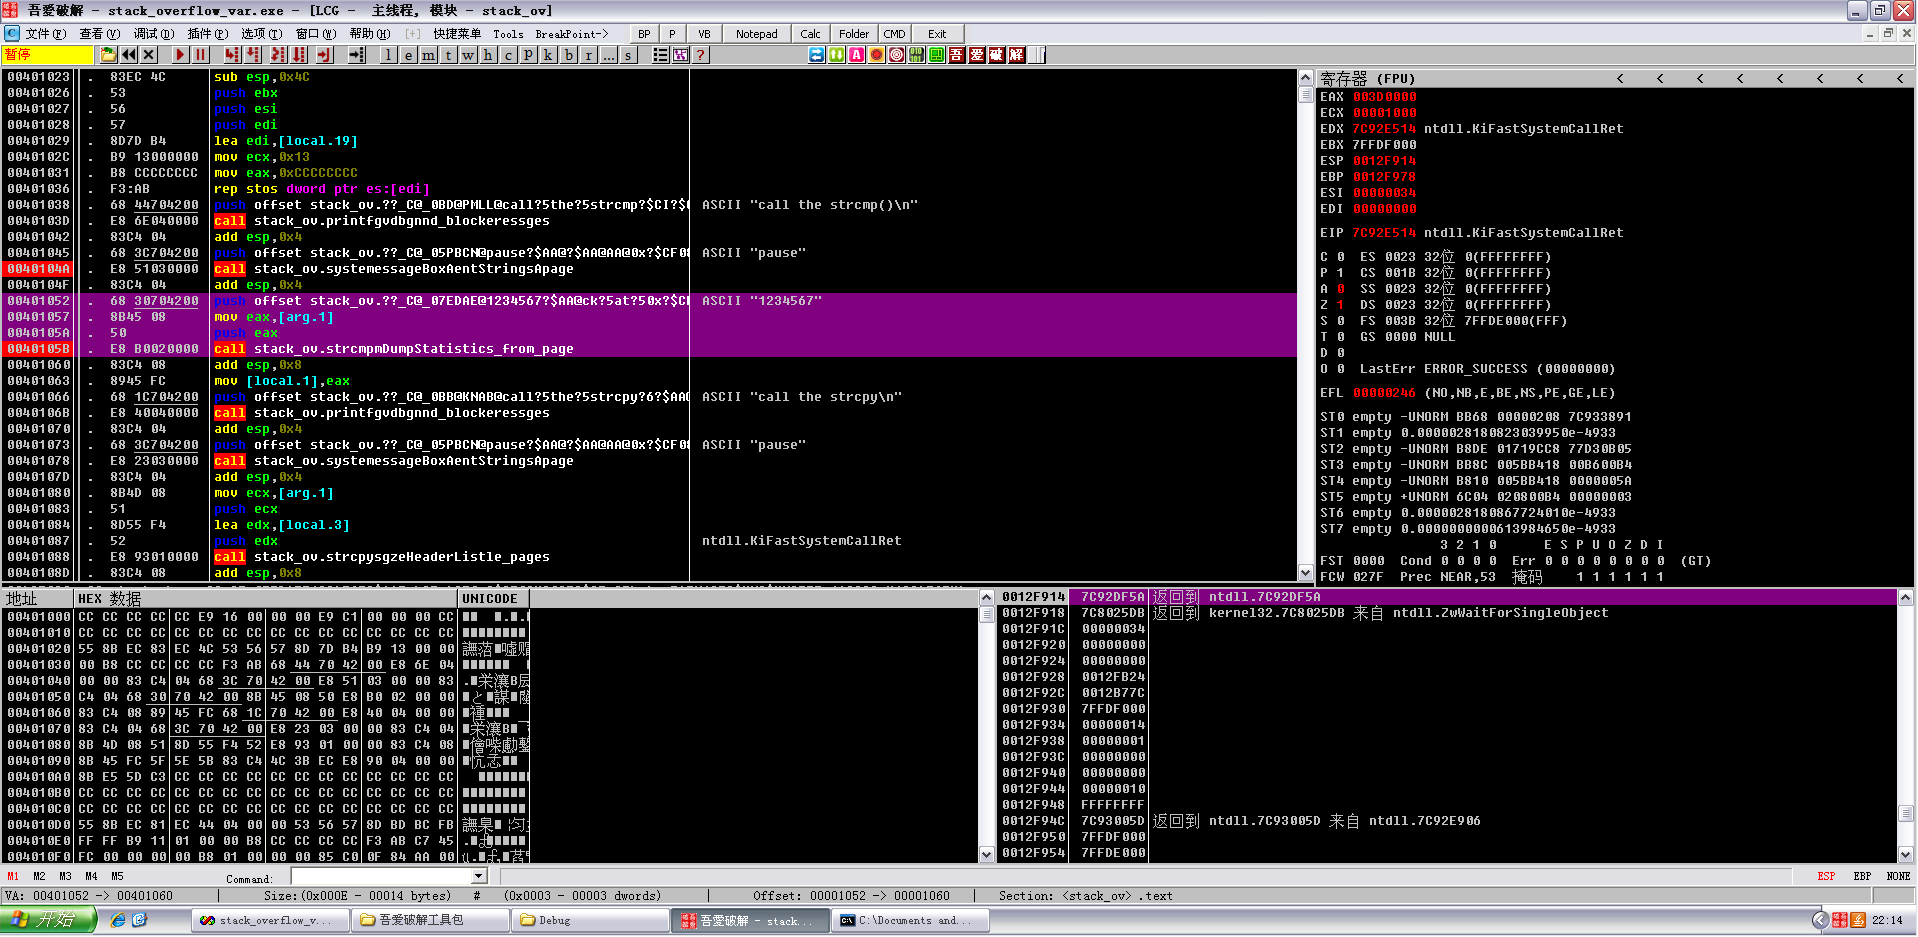 吾爱破解 - stack_overflow_var.exe - [LCG - 主线程, 模块 - stack_ov]
文件(F) 查看(V) 调试(D) 插件(P) 选项(T) 窗口(W) 帮助(H) [+] 快捷菜单 Tools BreakPoint-> BP P VB Notepad Calc Folder CMD Exit
暂停 l e m t w h c p k b r ... s ? 吾 爱 破 解
00401023 . 83EC 4C sub esp,0x4C
00401026 . 53 push ebx
00401027 . 56 push esi
00401028 . 57 push edi
00401029 . 8D7D B4 lea edi,[local.19]
0040102C . B9 13000000 mov ecx,0x13
00401031 . B8 CCCCCCCC mov eax,0xCCCCCCCC
00401036 . F3:AB rep stos dword ptr es:[edi]
00401038 . 68 44704200 push offset stack_ov.??_C@_0BD@PMLL@call?5the?5strcmp?$CI?$ ASCII "call the strcmp()\n"
0040103D . E8 6E040000 call stack_ov.printfgvdbgnnd_blockeressges
00401042 . 83C4 04 add esp,0x4
00401045 . 68 3C704200 push offset stack_ov.??_C@_05PBCN@pause?$AA@?$AA@AA@0x?$CF0 ASCII "pause"
0040104A . E8 51030000 call stack_ov.systemessageBoxAentStringsApage
0040104F . 83C4 04 add esp,0x4
00401052 . 68 30704200 push offset stack_ov.??_C@_07EDAE@1234567?$AA@ck?5at?50x?$C ASCII "1234567"
00401057 . 8B45 08 mov eax,[arg.1]
0040105A . 50 push eax
0040105B . E8 B0020000 call stack_ov.strcmpmDumpStatistics_from_page
00401060 . 83C4 08 add esp,0x8
00401063 . 8945 FC mov [local.1],eax
00401066 . 68 1C704200 push offset stack_ov.??_C@_0BB@KNAB@call?5the?5strcpy?6?$AA ASCII "call the strcpy\n"
0040106B . E8 40040000 call stack_ov.printfgvdbgnnd_blockeressges
00401070 . 83C4 04 add esp,0x4
00401073 . 68 3C704200 push offset stack_ov.??_C@_05PBCN@pause?$AA@?$AA@AA@0x?$CF0 ASCII "pause"
00401078 . E8 23030000 call stack_ov.systemessageBoxAentStringsApage
0040107D . 83C4 04 add esp,0x4
00401080 . 8B4D 08 mov ecx,[arg.1]
00401083 . 51 push ecx
00401084 . 8D55 F4 lea edx,[local.3]
00401087 . 52 push edx ntdll.KiFastSystemCallRet
00401088 . E8 93010000 call stack_ov.strcpysgzeHeaderListle_pages
0040108D . 83C4 08 add esp,0x8
寄存器 (FPU) < < < < < < < <
EAX 003D0000
ECX 00001000
EDX 7C92E514 ntdll.KiFastSystemCallRet
EBX 7FFDF000
ESP 0012F914
EBP 0012F978
ESI 00000034
EDI 00000000
EIP 7C92E514 ntdll.KiFastSystemCallRet
C 0 ES 0023 32位 0(FFFFFFFF)
P 1 CS 001B 32位 0(FFFFFFFF)
A 0 SS 0023 32位 0(FFFFFFFF)
Z 1 DS 0023 32位 0(FFFFFFFF)
S 0 FS 003B 32位 7FFDE000(FFF)
T 0 GS 0000 NULL
D 0
O 0 LastErr ERROR_SUCCESS (00000000)
EFL 00000246 (NO,NB,E,BE,NS,PE,GE,LE)
ST0 empty -UNORM BB68 00000208 7C933891
ST1 empty 0.0000028180823039950e-4933
ST2 empty -UNORM B8DE 01719CC8 77D30B05
ST3 empty -UNORM BB8C 005BB418 00B600B4
ST4 empty -UNORM B810 005BB418 0000005A
ST5 empty +UNORM 6C04 020800B4 00000003
ST6 empty 0.0000028180867724010e-4933
ST7 empty 0.0000000000613984650e-4933
3 2 1 0 E S P U O Z D I
FST 0000 Cond 0 0 0 0 Err 0 0 0 0 0 0 0 0 (GT)
FCW 027F Prec NEAR,53 掩码 1 1 1 1 1 1
地址 HEX 数据 UNICODE
00401000 CC CC CC CC CC E9 16 00 00 00 E9 C1 00 00 00 CC
00401010 CC CC CC CC CC CC CC CC CC CC CC CC CC CC CC CC
00401020 55 8B EC 83 EC 4C 53 56 57 8D 7D B4 B9 13 00 00
00401030 00 B8 CC CC CC CC F3 AB 68 44 70 42 00 E8 6E 04
00401040 00 00 83 C4 04 68 3C 70 42 00 E8 51 03 00 00 83
00401050 C4 04 68 30 70 42 00 8B 45 08 50 E8 B0 02 00 00
00401060 83 C4 08 89 45 FC 68 1C 70 42 00 E8 40 04 00 00
00401070 83 C4 04 68 3C 70 42 00 E8 23 03 00 00 83 C4 04
00401080 8B 4D 08 51 8D 55 F4 52 E8 93 01 00 00 83 C4 08
00401090 8B 45 FC 5F 5E 5B 83 C4 4C 3B EC E8 90 04 00 00
004010A0 8B E5 5D C3 CC CC CC CC CC CC CC CC CC CC CC CC
004010B0 CC CC CC CC CC CC CC CC CC CC CC CC CC CC CC CC
004010C0 CC CC CC CC CC CC CC CC CC CC CC CC CC CC CC CC
004010D0 55 8B EC 81 EC 44 04 00 00 53 56 57 8D BD BC FB
004010E0 FF FF B9 11 01 00 00 B8 CC CC CC CC F3 AB C7 45
004010F0 FC 00 00 00 00 B8 01 00 00 00 85 C0 0F 84 AA 00
0012F914 7C92DF5A 返回到 ntdll.7C92DF5A
0012F918 7C8025DB 返回到 kernel32.7C8025DB 来自 ntdll.ZwWaitForSingleObject
0012F91C 00000034
0012F920 00000000
0012F924 00000000
0012F928 0012FB24
0012F92C 0012B77C
0012F930 7FFDF000
0012F934 00000014
0012F938 00000001
0012F93C 00000000
0012F940 00000000
0012F944 00000010
0012F948 FFFFFFFF
0012F94C 7C93005D 返回到 ntdll.7C93005D 来自 ntdll.7C92E906
0012F950 7FFDF000
0012F954 7FFDE000
M1 M2 M3 M4 M5 Command: ESP EBP NONE
VA: 00401052 -> 00401060 Size:(0x000E - 00014 bytes) # (0x0003 - 00003 dwords) Offset: 00001052 -> 00001060 Section: <stack_ov> .text
开始 stack_overflow_v... 吾爱破解工具包 Debug 吾爱破解 - stack... C:\Documents and... 22:14